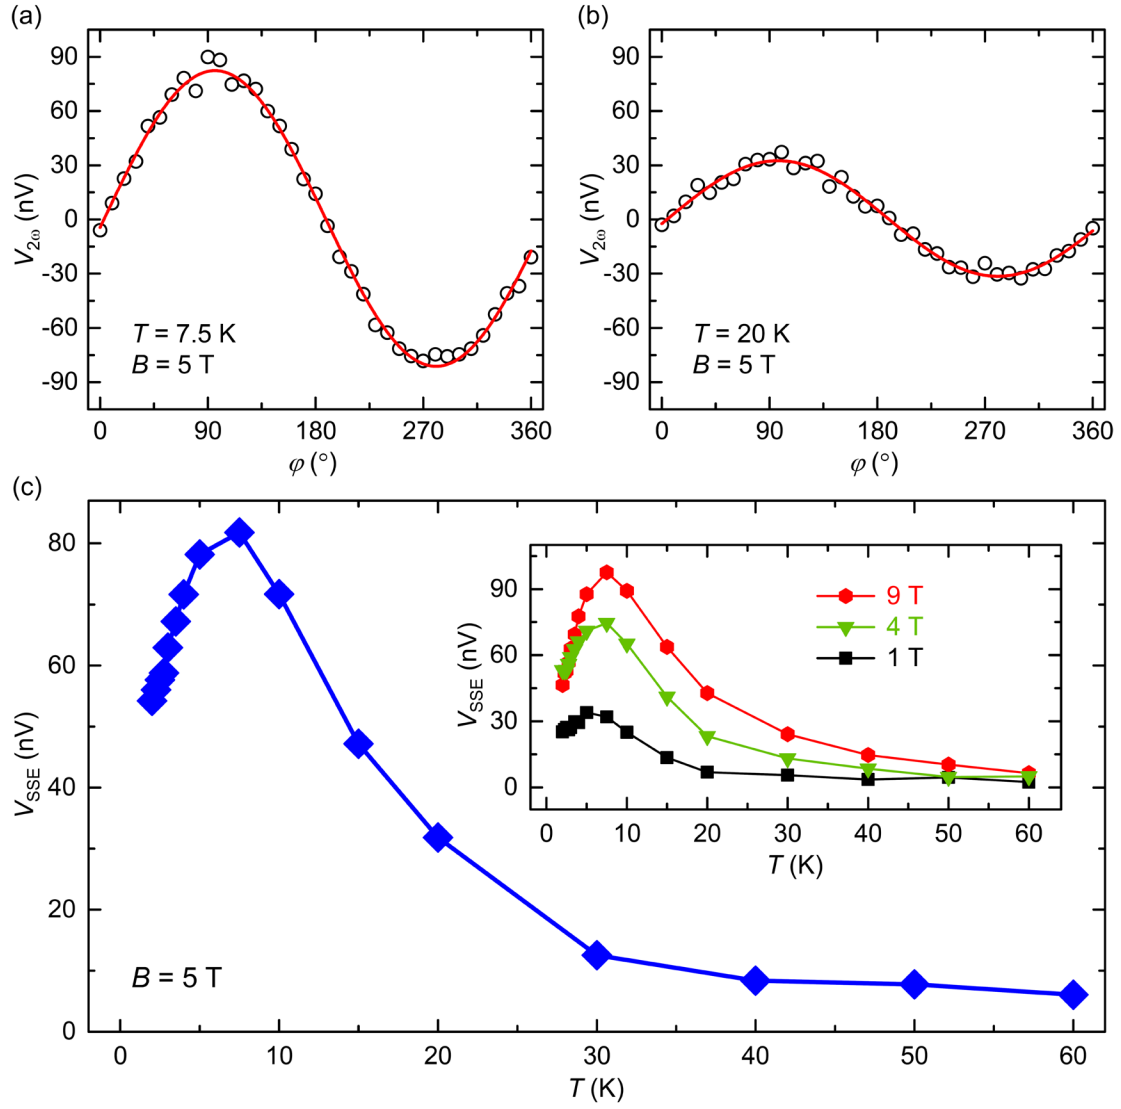 (a)
90
60
30
0
-30
-60
-90
V2ω (nV)
T = 7.5 K
B = 5 T
0 90 180 270 360
φ (°)
(b)
90
60
30
0
-30
-60
-90
V2ω (nV)
T = 20 K
B = 5 T
0 90 180 270 360
φ (°)
(c)
80
60
40
20
0
VSSE (nV)
B = 5 T
0 10 20 30 40 50 60
T (K)
90
60
30
0
VSSE (nV)
9 T
4 T
1 T
0 10 20 30 40 50 60
T (K)